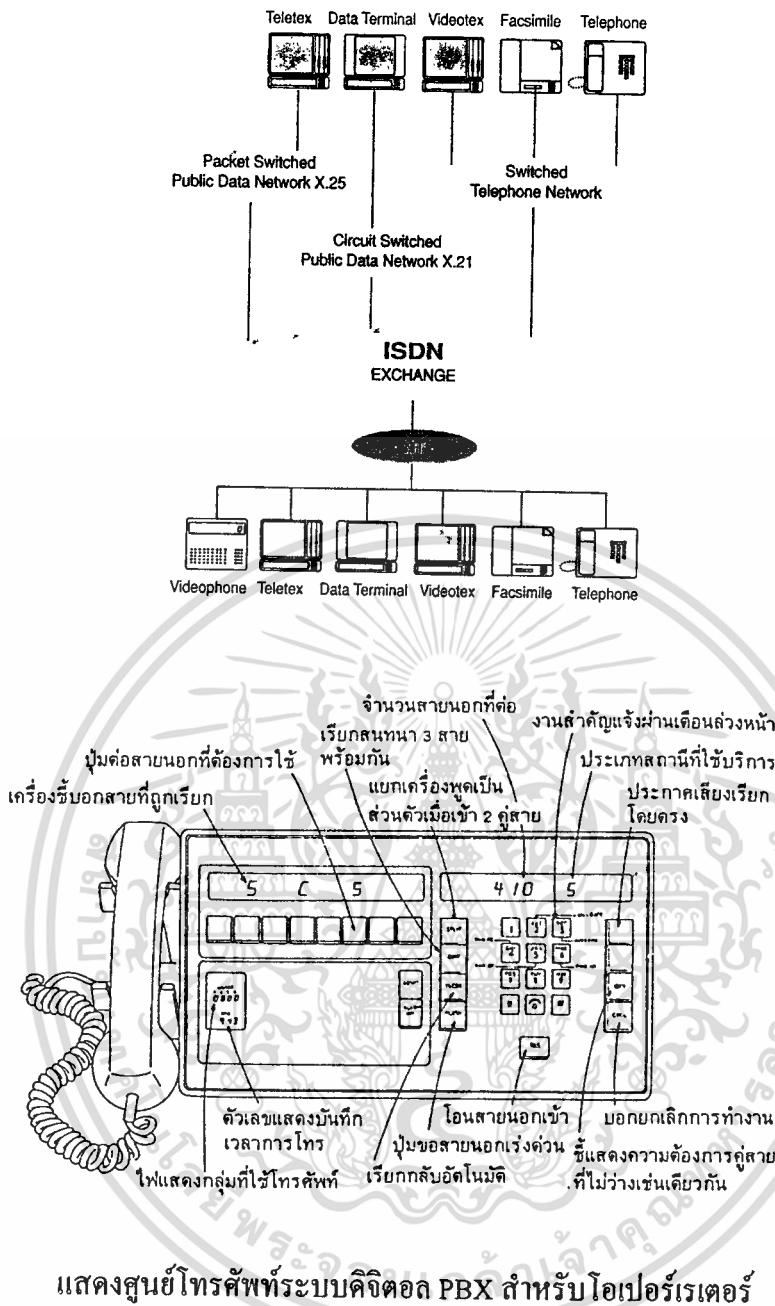 Teletex Data Terminal Videotex Facsimile Telephone
Packet Switched
Public Data Network X.25
Switched
Telephone Network
Circuit Switched
Public Data Network X.21
ISDN
EXCHANGE
Videophone Teletex Data Terminal Videotex Facsimile Telephone
จำนวนสายนอกที่ต่อ
งานสำคัญแจ้งผ่านเตือนล่วงหน้า
เรียกสนทนา 3 สาย
พร้อมกัน
ปุ่มต่อสายนอกที่ต้องการใช้
ประเภทสถานีที่ใช้บริการ
แยกเครื่องพูดเป็น
ส่วนตัวเมื่อเข้า 2 คู่สาย
ประกาศเสียงเรียก
โดยตรง
เครื่องชี้บอกสายที่ถูกเรียก
5 C 5
410 5
ตัวเลขแสดงบันทึก
เวลาการโทร
โอนสายนอกเข้า
บอกยกเลิกการทำงาน
ปุ่มขอสายนอกเร่งด่วน
ชี้แสดงความต้องการคู่สาย
ที่ไม่ว่างเช่นเดียวกัน
ไฟแสดงกลุ่มที่ใช้โทรศัพท์
เรียกกลับอัตโนมัติ
แสดงศูนย์โทรศัพท์ระบบดิจิตอล PBX สำหรับโอเปอร์เรเตอร์